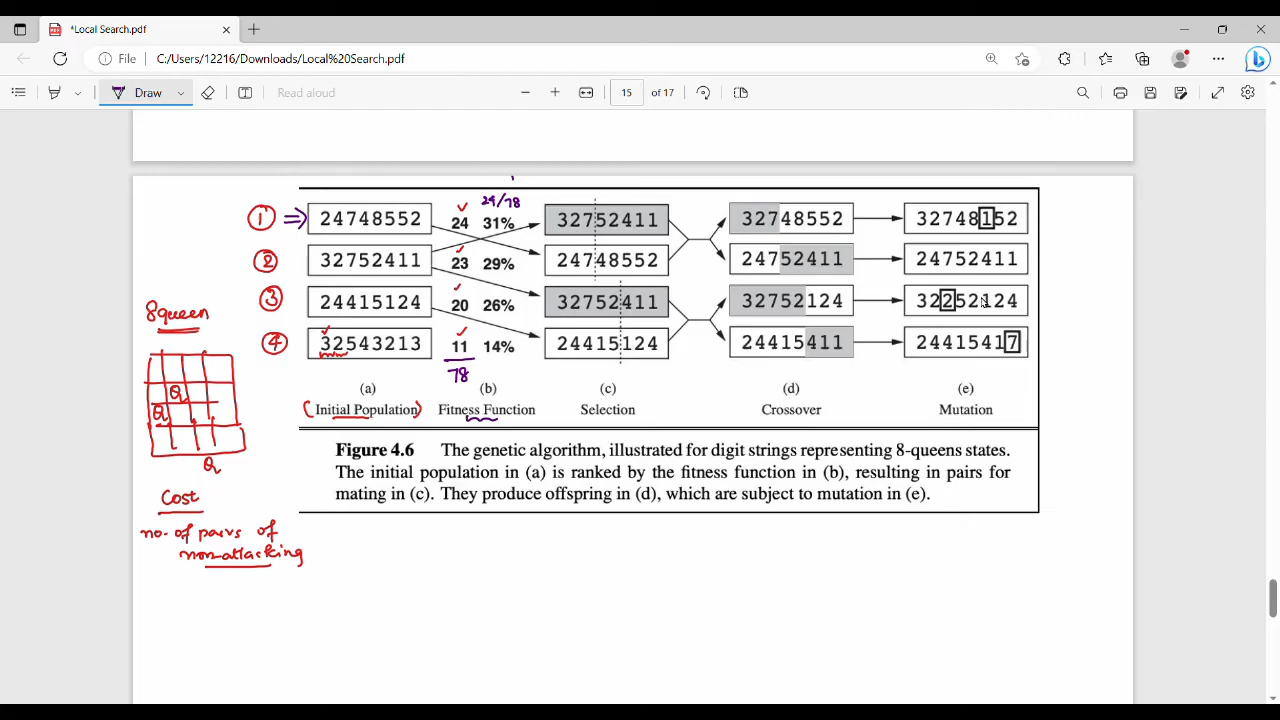 *Local Search.pdf
File C:/Users/12216/Downloads/Local%20Search.pdf
Draw Read aloud 15 of 17
24/78
① ⇒ 24748552 24 31% 32752411 32748552 32748152
② 32752411 23 29% 24748552 24752411 24752411
③ 24415124 20 26% 32752411 32752124 32252124
④ 32543213 11 14% 24415124 24415411 24415417
78
8queen
Q
Q
Q
(a) (b) (c) (d) (e)
(Initial Population) Fitness Function Selection Crossover Mutation
Figure 4.6 The genetic algorithm, illustrated for digit strings representing 8-queens states.
The initial population in (a) is ranked by the fitness function in (b), resulting in pairs for
mating in (c). They produce offspring in (d), which are subject to mutation in (e).
Cost
no. of pairs of
non-attacking